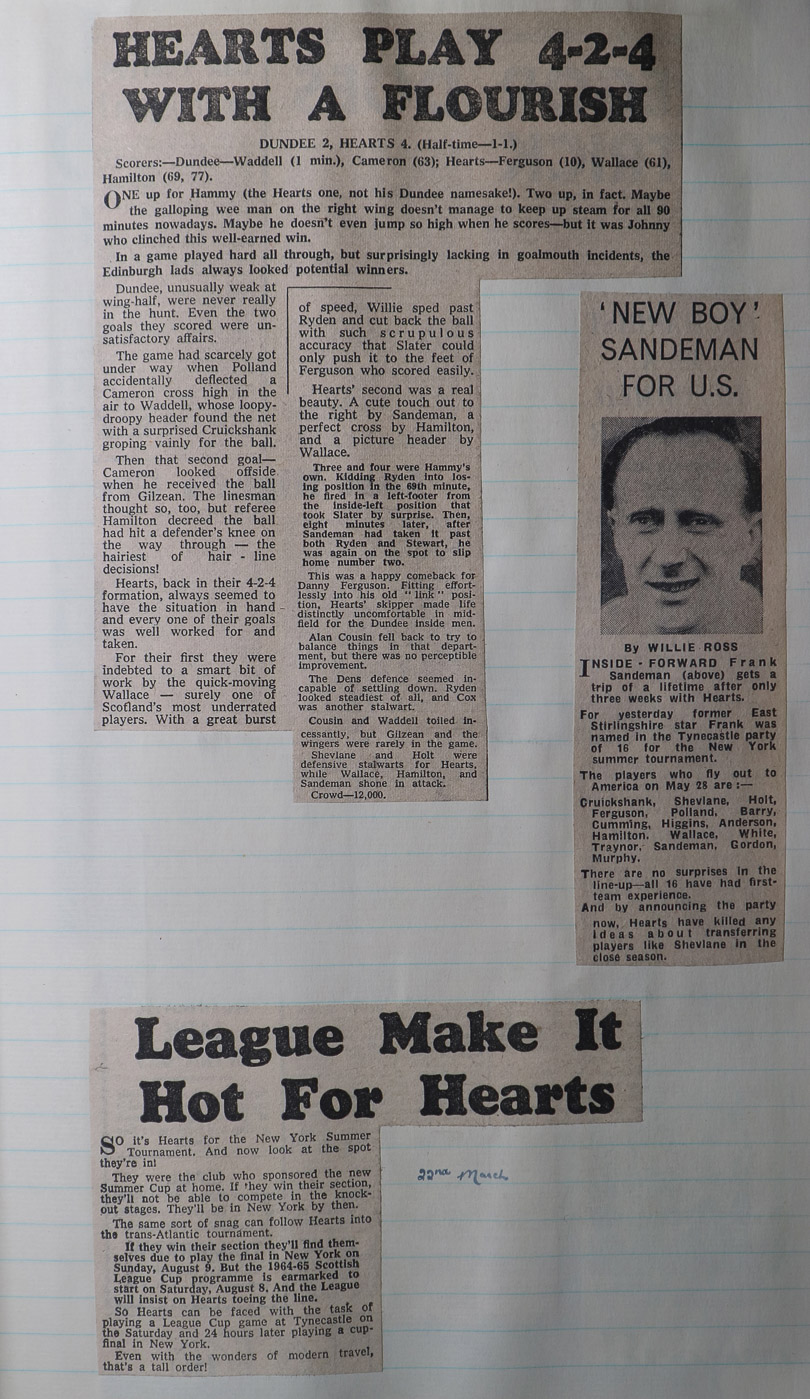 HEARTS PLAY 4-2-4
WITH A FLOURISH
DUNDEE 2, HEARTS 4. (Half-time—1-1.)
Scorers:—Dundee—Waddell (1 min.), Cameron (63); Hearts—Ferguson (10), Wallace (61),
Hamilton (69, 77).
ONE up for Hammy (the Hearts one, not his Dundee namesake!). Two up, in fact. Maybe
the galloping wee man on the right wing doesn't manage to keep up steam for all 90
minutes nowadays. Maybe he doesn't even jump so high when he scores—but it was Johnny
who clinched this well-earned win.
In a game played hard all through, but surprisingly lacking in goalmouth incidents, the
Edinburgh lads always looked potential winners.
Dundee, unusually weak at
wing-half, were never really
in the hunt. Even the two
goals they scored were un-
satisfactory affairs.
The game had scarcely got
under way when Polland
accidentally deflected a
Cameron cross high in the
air to Waddell, whose loopy-
droopy header found the net
with a surprised Cruickshank
groping vainly for the ball.
Then that second goal—
Cameron looked offside
when he received the ball
from Gilzean. The linesman
thought so, too, but referee
Hamilton decreed the ball
had hit a defender's knee on
the way through — the
hairiest of hair - line
decisions!
Hearts, back in their 4-2-4
formation, always seemed to
have the situation in hand
and every one of their goals
was well worked for and
taken.
For their first they were
indebted to a smart bit of
work by the quick-moving
Wallace — surely one of
Scotland's most underrated
players. With a great burst
of speed, Willie sped past
Ryden and cut back the ball
with such scrupulous
accuracy that Slater could
only push it to the feet of
Ferguson who scored easily.
Hearts' second was a real
beauty. A cute touch out to
the right by Sandeman, a
perfect cross by Hamilton,
and a picture header by
Wallace.
Three and four were Hammy's
own. Kidding Ryden into los-
ing position in the 69th minute,
he fired in a left-footer from
the inside-left position that
took Slater by surprise. Then,
eight minutes later, after
Sandeman had taken it past
both Ryden and Stewart, he
was again on the spot to slip
home number two.
This was a happy comeback for
Danny Ferguson. Fitting effort-
lessly into his old "link" posi-
tion, Hearts' skipper made life
distinctly uncomfortable in mid-
field for the Dundee inside men.
Alan Cousin fell back to try to
balance things in that depart-
ment, but there was no perceptible
improvement.
The Dens defence seemed in-
capable of settling down. Ryden
looked steadiest of all, and Cox
was another stalwart.
Cousin and Waddell toiled in-
cessantly, but Gilzean and the
wingers were rarely in the game.
Shevlane and Holt were
defensive stalwarts for Hearts,
while Wallace, Hamilton, and
Sandeman shone in attack.
Crowd—12,000.
'NEW BOY'
SANDEMAN
FOR U.S.
By WILLIE ROSS
INSIDE - FORWARD Frank
Sandeman (above) gets a
trip of a lifetime after only
three weeks with Hearts.
For yesterday former East
Stirlingshire star Frank was
named in the Tynecastle party
of 16 for the New York
summer tournament.
The players who fly out to
America on May 28 are:—
Cruickshank, Shevlane, Holt,
Ferguson, Polland, Barry,
Cumming, Higgins, Anderson,
Hamilton, Wallace, White,
Traynor, Sandeman, Gordon,
Murphy.
There are no surprises in the
line-up—all 16 have had first-
team experience.
And by announcing the party
now, Hearts have killed any
ideas about transferring
players like Shevlane in the
close season.
League Make It
Hot For Hearts
SO it's Hearts for the New York Summer
Tournament. And now look at the spot
they're in!
They were the club who sponsored the new
Summer Cup at home. If they win their section,
they'll not be able to compete in the knock-
out stages. They'll be in New York by then.
The same sort of snag can follow Hearts into
the trans-Atlantic tournament.
If they win their section they'll find them-
selves due to play the final in New York on
Sunday, August 9. But the 1964-65 Scottish
League Cup programme is earmarked to
start on Saturday, August 8. And the League
will insist on Hearts toeing the line.
So Hearts can be faced with the task of
playing a League Cup game at Tynecastle on
the Saturday and 24 hours later playing a cup-
final in New York.
Even with the wonders of modern travel,
that's a tall order!
22nd March